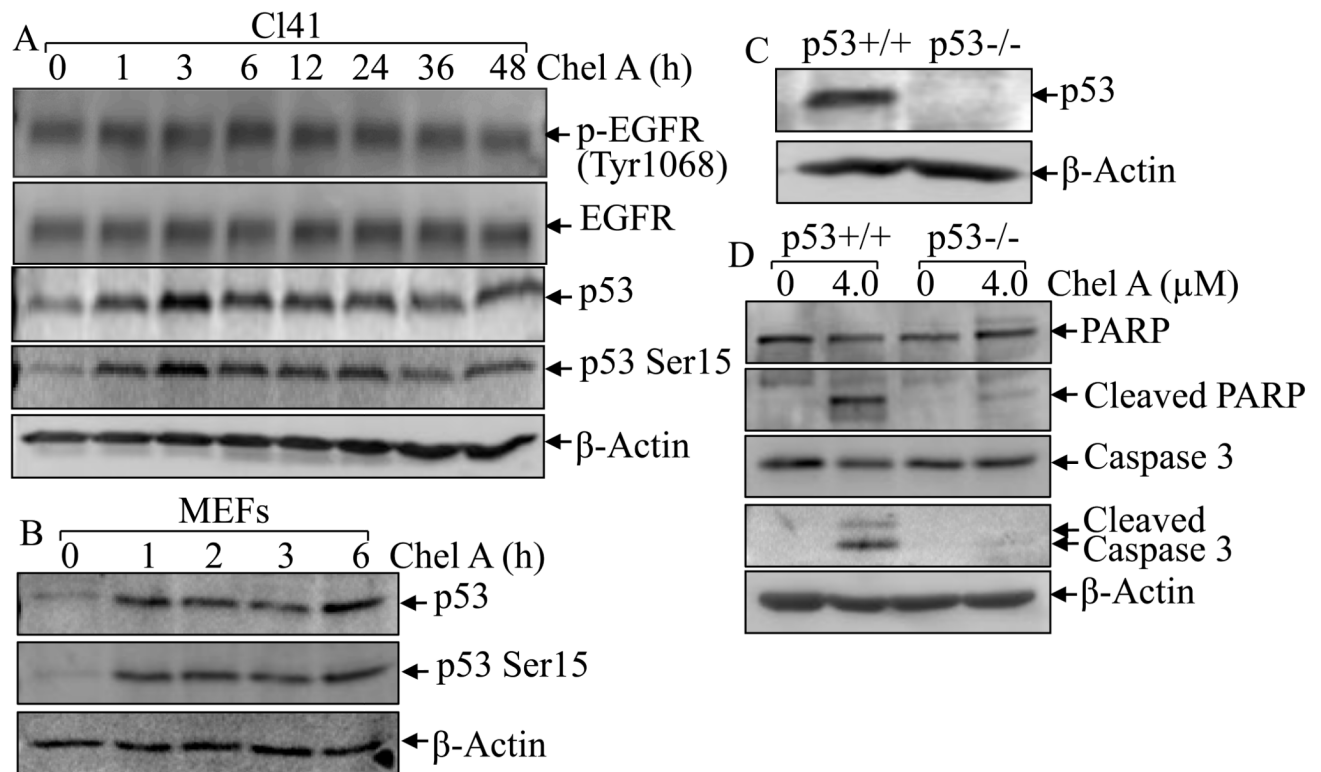 A
Cl41
0 1 3 6 12 24 36 48 Chel A (h)
p-EGFR
(Tyr1068)
EGFR
p53
p53 Ser15
β-Actin
B
MEFs
0 1 2 3 6 Chel A (h)
p53
p53 Ser15
β-Actin
C p53+/+ p53-/-
p53
β-Actin
D p53+/+ p53-/-
0 4.0 0 4.0 Chel A (μM)
PARP
Cleaved PARP
Caspase 3
Cleaved
Caspase 3
β-Actin